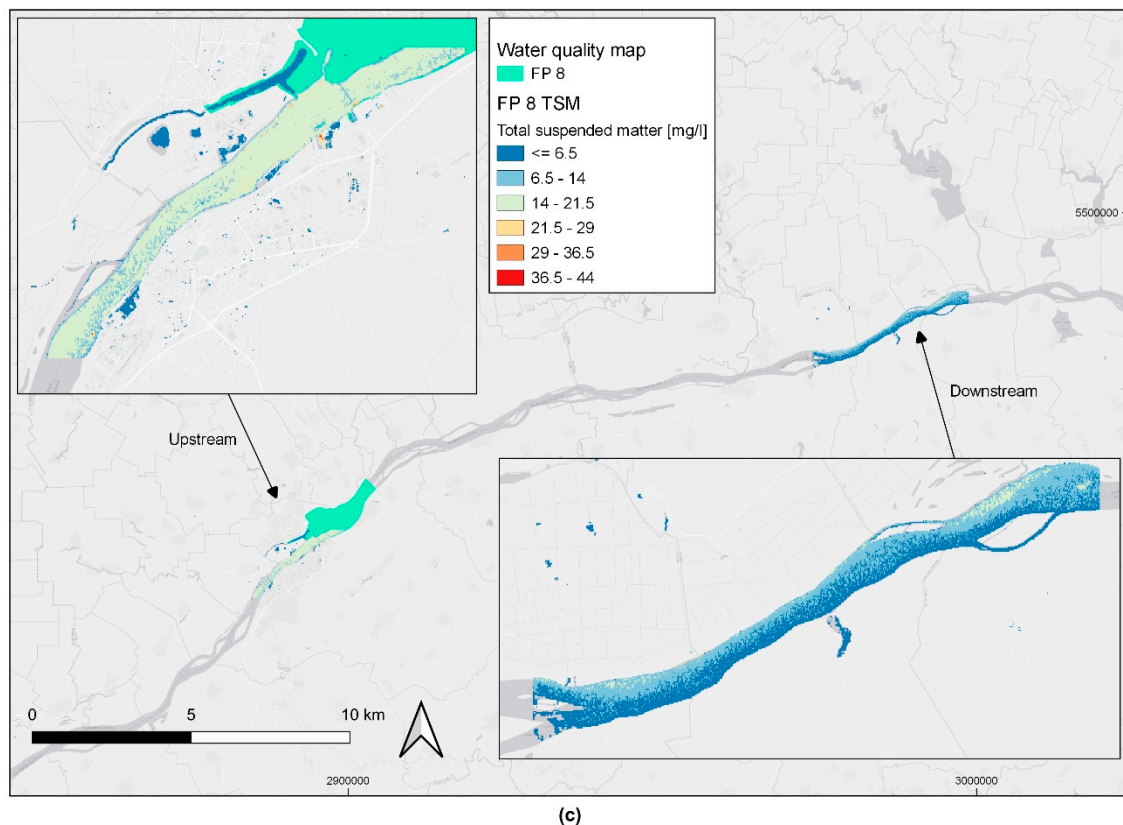 Water quality map
FP 8
FP 8 TSM
Total suspended matter [mg/l]
<= 6.5
6.5 - 14
14 - 21.5
21.5 - 29
29 - 36.5
36.5 - 44
5500000
Downstream
Upstream
0 5 10 km
2900000
3000000
(c)